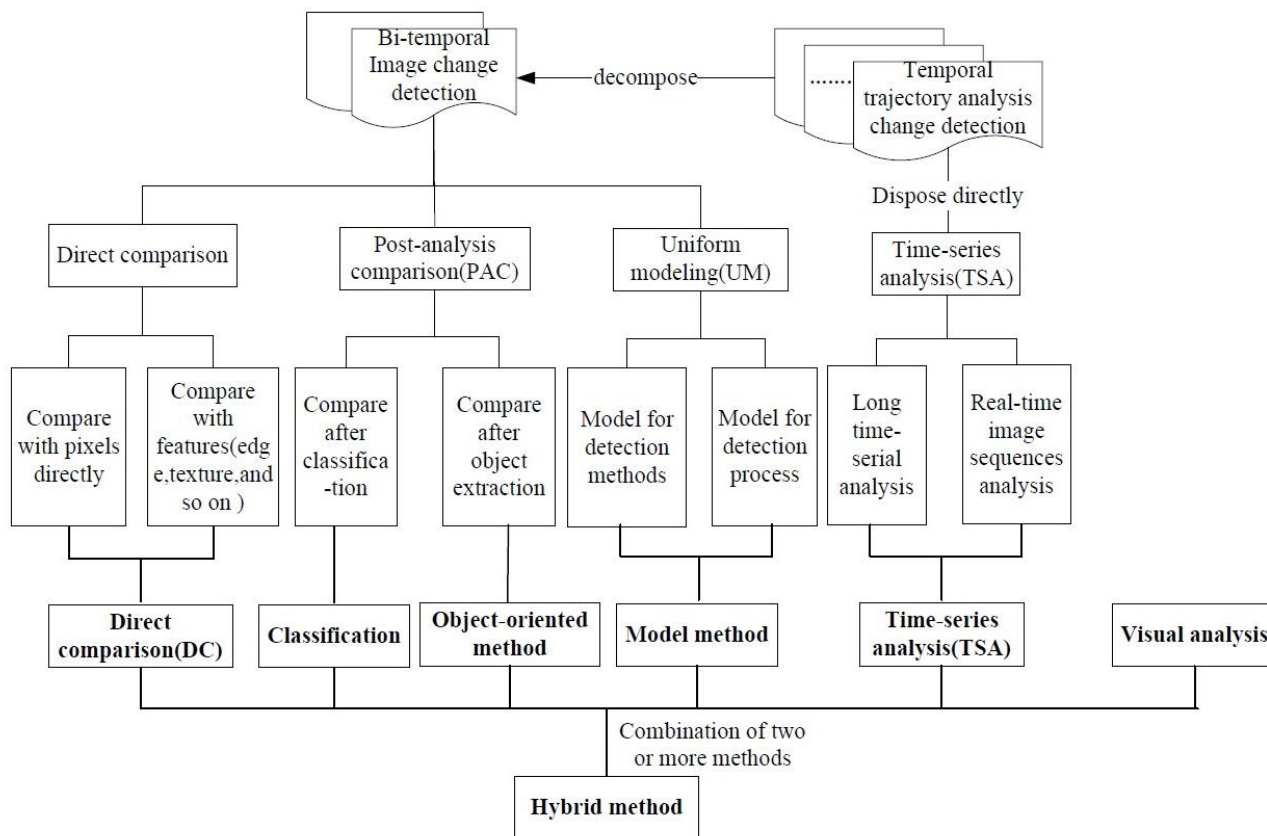 Bi-temporal
Image change
detection
decompose
........
Temporal
trajectory analysis
change detection
Dispose directly
Direct comparison
Post-analysis
comparison(PAC)
Uniform
modeling(UM)
Time-series
analysis(TSA)
Compare
with pixels
directly
Compare
with
features(edg
e,texture,and
so on )
Compare
after
classifica
-tion
Compare
after
object
extraction
Model for
detection
methods
Model for
detection
process
Long
time-
serial
analysis
Real-time
image
sequences
analysis
Direct
comparison(DC)
Classification
Object-oriented
method
Model method
Time-series
analysis(TSA)
Visual analysis
Combination of two
or more methods
Hybrid method